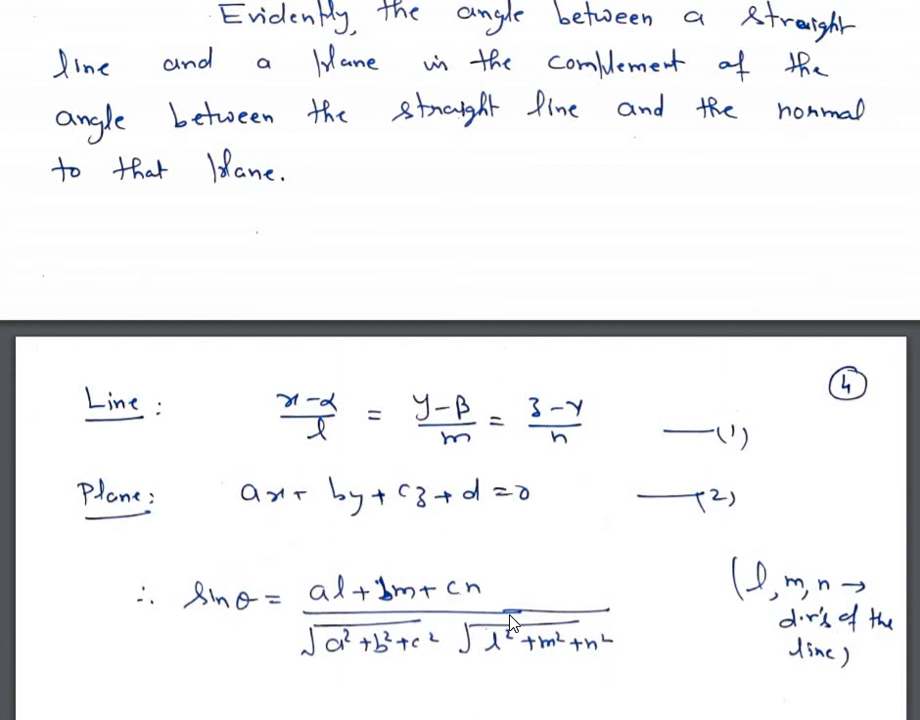 Evidently, the angle between a straight
line and a plane is the complement of the
angle between the straight line and the normal
to that plane.
4
Line : x-α/l = y-β/m = z-γ/n —(1)
Plane: ax+ by + cz + d = 0 —(2)
∴ sinθ = al + bm + cn / √a²+b²+c² √l²+m²+n²
(l, m, n → d.r's of the line)